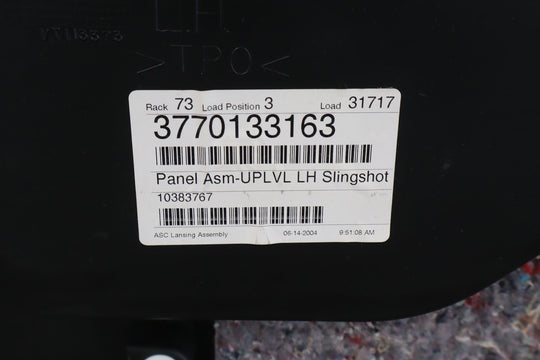 LH
>TPO<
Rack 73 Load Position 3 Load 31717
3770133163
Panel Asm-UPLVL LH Slingshot
10383767
ASC Lansing Assembly 06-14-2004 9:51:08 AM